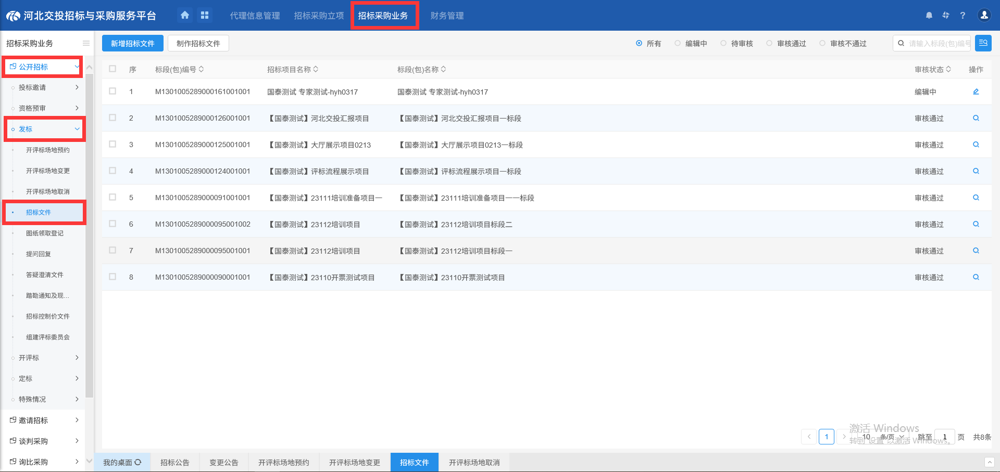 河北交投招标与采购服务平台
代理信息管理 招标采购立项 招标采购业务 财务管理
招标采购业务
公开招标
投标邀请
资格预审
发标
开评标场地预约
开评标场地变更
开评标场地取消
招标文件
图纸领取登记
提问回复
答疑澄清文件
踏勘通知及现...
招标控制价文件
组建评标委员会
开评标
定标
特殊情况
邀请招标
谈判采购
询比采购
新增招标文件 制作招标文件 所有 编辑中 待审核 审核通过 审核不通过 请输入标段(包)编号
序 标段(包)编号 招标项目名称 标段(包)名称 审核状态 操作
1 M1301005289000161001001 国泰测试 专家测试-hyh0317 国泰测试 专家测试-hyh0317 编辑中
2 M1301005289000126001001 【国泰测试】河北交投汇报项目 【国泰测试】河北交投汇报项目一标段 审核通过
3 M1301005289000125001001 【国泰测试】大厅展示项目0213 【国泰测试】大厅展示项目0213一标段 审核通过
4 M1301005289000124001001 【国泰测试】评标流程展示项目 【国泰测试】评标流程展示项目一标段 审核通过
5 M1301005289000091001001 【国泰测试】23111培训准备项目一 【国泰测试】23111培训准备项目一一标段 审核通过
6 M1301005289000095001002 【国泰测试】23112培训项目 【国泰测试】23112培训项目标段二 审核通过
7 M1301005289000095001001 【国泰测试】23112培训项目 【国泰测试】23112培训项目标段一 审核通过
8 M1301005289000090001001 【国泰测试】23110开票测试项目 【国泰测试】23110开票测试项目 审核通过
激活 Windows
转到"设置"以激活 Windows。
1 10 条/页 跳至 1 页 共8条
我的桌面 招标公告 变更公告 开评标场地预约 开评标场地变更 招标文件 开评标场地取消